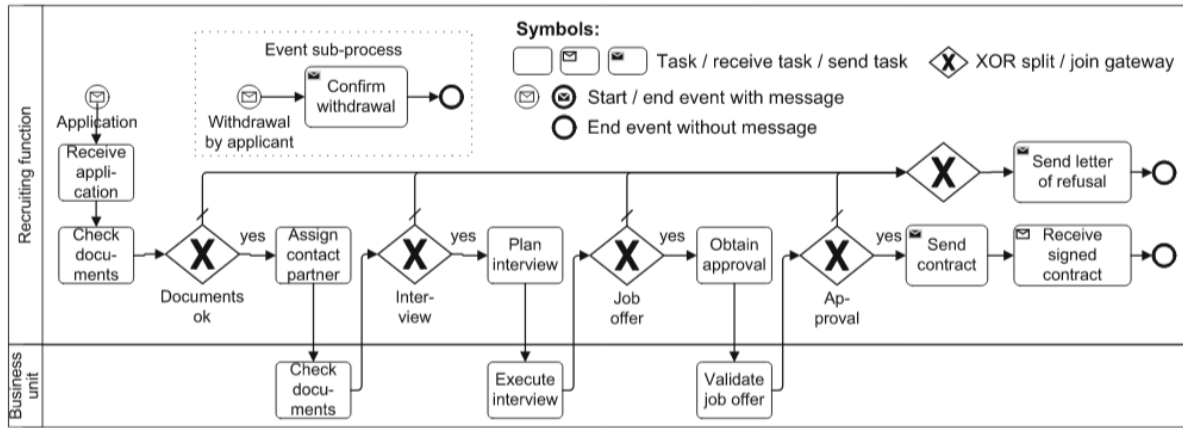 Recruiting function
Business
unit
Symbols:
Task / receive task / send task
XOR split / join gateway
Start / end event with message
End event without message
Event sub-process
Withdrawal
by applicant
Confirm
withdrawal
Application
Receive
appli-
cation
Check
docu-
ments
X
Documents
ok
yes
Assign
contact
partner
Check
docu-
ments
X
Inter-
view
yes
Plan
interview
Execute
interview
X
Job
offer
yes
Obtain
approval
Validate
job offer
X
Ap-
proval
yes
Send
contract
Receive
signed
contract
X
Send letter
of refusal
X